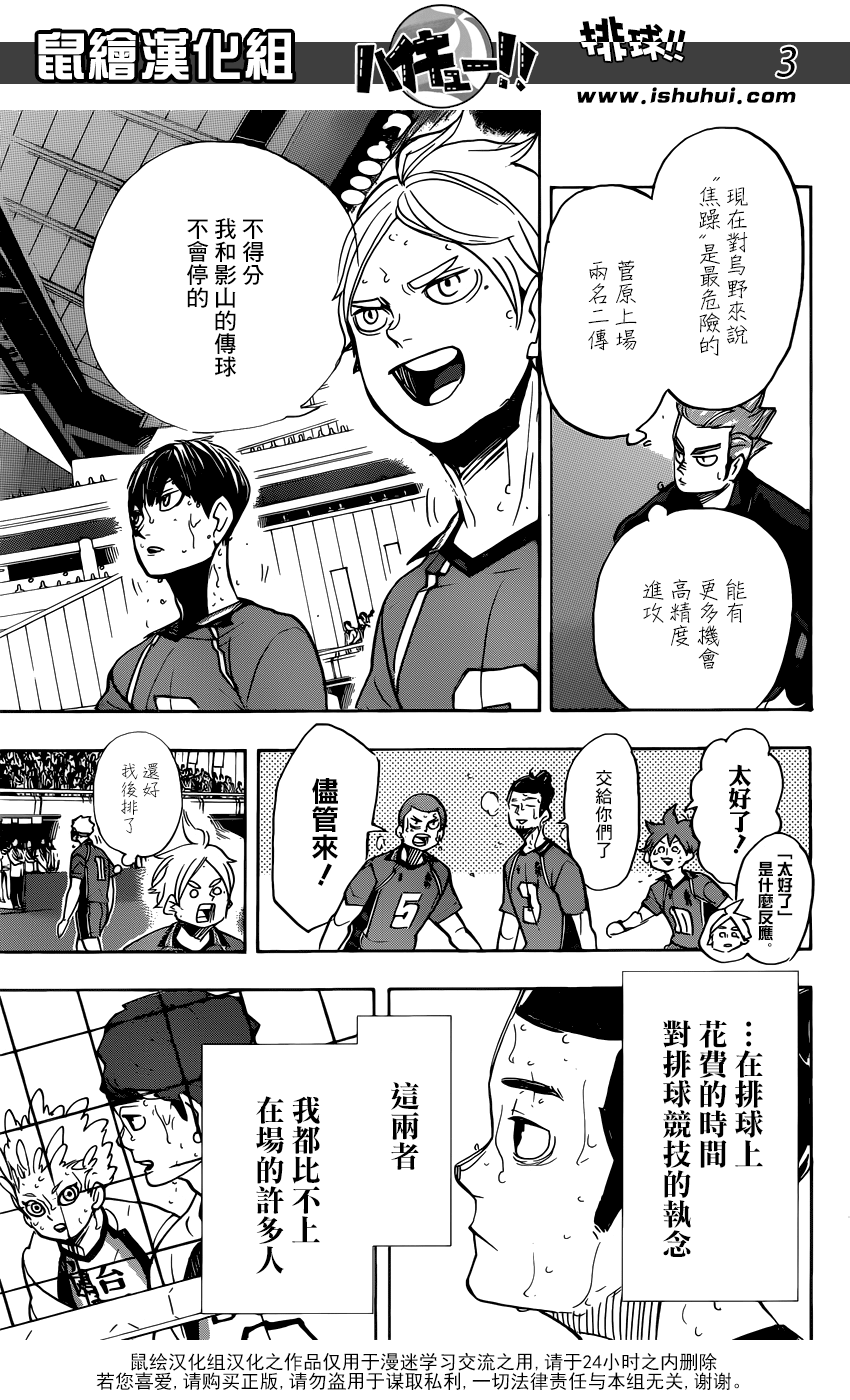 鼠繪漢化組
ハイキュー!!
排球!!
3
www.ishuhui.com
現在對烏野來說
“焦躁”是最危險的
菅原上場
兩名二傳
能有
更多機會
高精度
進攻
不得分
我和影山的傳球
不會停的
太好了！
「太好了」
是什麼反應。
交給你們了
儘管來！
5
3
10
還好
我後排了
11
…在排球上
花費的時間
對排球競技的執念
這兩者
我都比不上
在場的許多人
台
鼠绘汉化组汉化之作品仅用于漫迷学习交流之用, 请于24小时之内删除
若您喜爱, 请购买正版, 请勿盗用于谋取私利, 一切法律责任与本组无关, 谢谢。